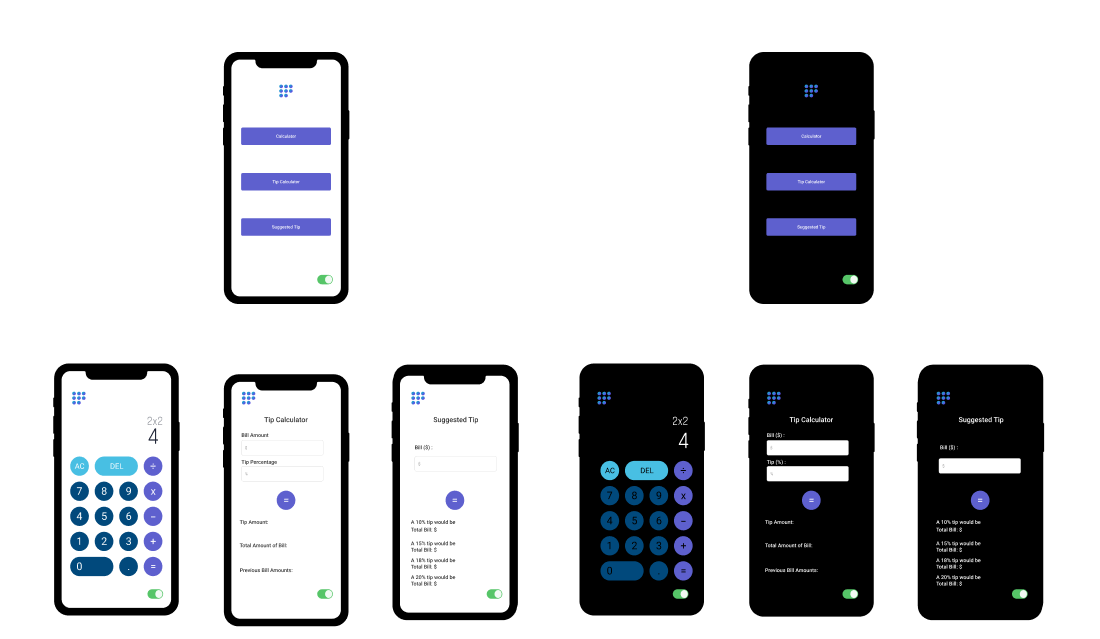 Calculator
Tip Calculator
Suggested Tip
Calculator
Tip Calculator
Suggested Tip
2x2
4
AC DEL ÷
7 8 9 x
4 5 6 −
1 2 3 +
0 . =
Tip Calculator
Bill Amount
$
Tip Percentage
%
=
Tip Amount:
Total Amount of Bill:
Previous Bill Amounts:
Suggested Tip
Bill ($) :
$
=
A 10% tip would be
Total Bill: $
A 15% tip would be
Total Bill: $
A 18% tip would be
Total Bill: $
A 20% tip would be
Total Bill: $
2x2
4
AC DEL ÷
7 8 9 x
4 5 6 −
1 2 3 +
0 . =
Tip Calculator
Bill ($) :
$
Tip (%) :
%
=
Tip Amount:
Total Amount of Bill:
Previous Bill Amounts:
Suggested Tip
Bill ($) :
$
=
A 10% tip would be
Total Bill: $
A 15% tip would be
Total Bill: $
A 18% tip would be
Total Bill: $
A 20% tip would be
Total Bill: $